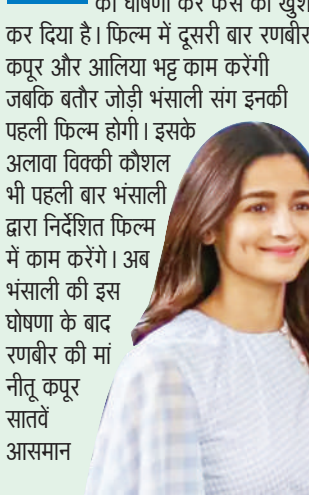 की घोषणा कर फैंस को खुश
कर दिया है। फिल्म में दूसरी बार रणबीर
कपूर और आलिया भट्ट काम करेंगी
जबकि बतौर जोड़ी भंसाली संग इनकी
पहली फिल्म होगी। इसके
अलावा विक्की कौशल
भी पहली बार भंसाली
द्वारा निर्देशित फिल्म
में काम करेंगे। अब
भंसाली की इस
घोषणा के बाद
रणबीर की मां
नीतू कपूर
सातवें
आसमान